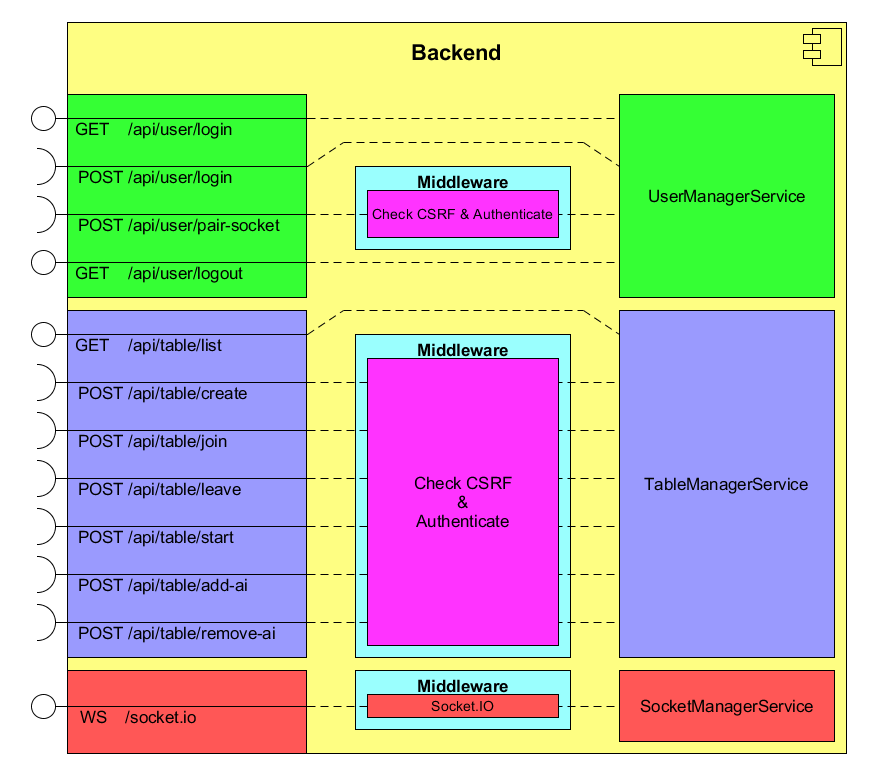 Backend
GET /api/user/login
POST /api/user/login
POST /api/user/pair-socket
GET /api/user/logout
Middleware
Check CSRF & Authenticate
UserManagerService
GET /api/table/list
POST /api/table/create
POST /api/table/join
POST /api/table/leave
POST /api/table/start
POST /api/table/add-ai
POST /api/table/remove-ai
Middleware
Check CSRF
&
Authenticate
TableManagerService
WS /socket.io
Middleware
Socket.IO
SocketManagerService